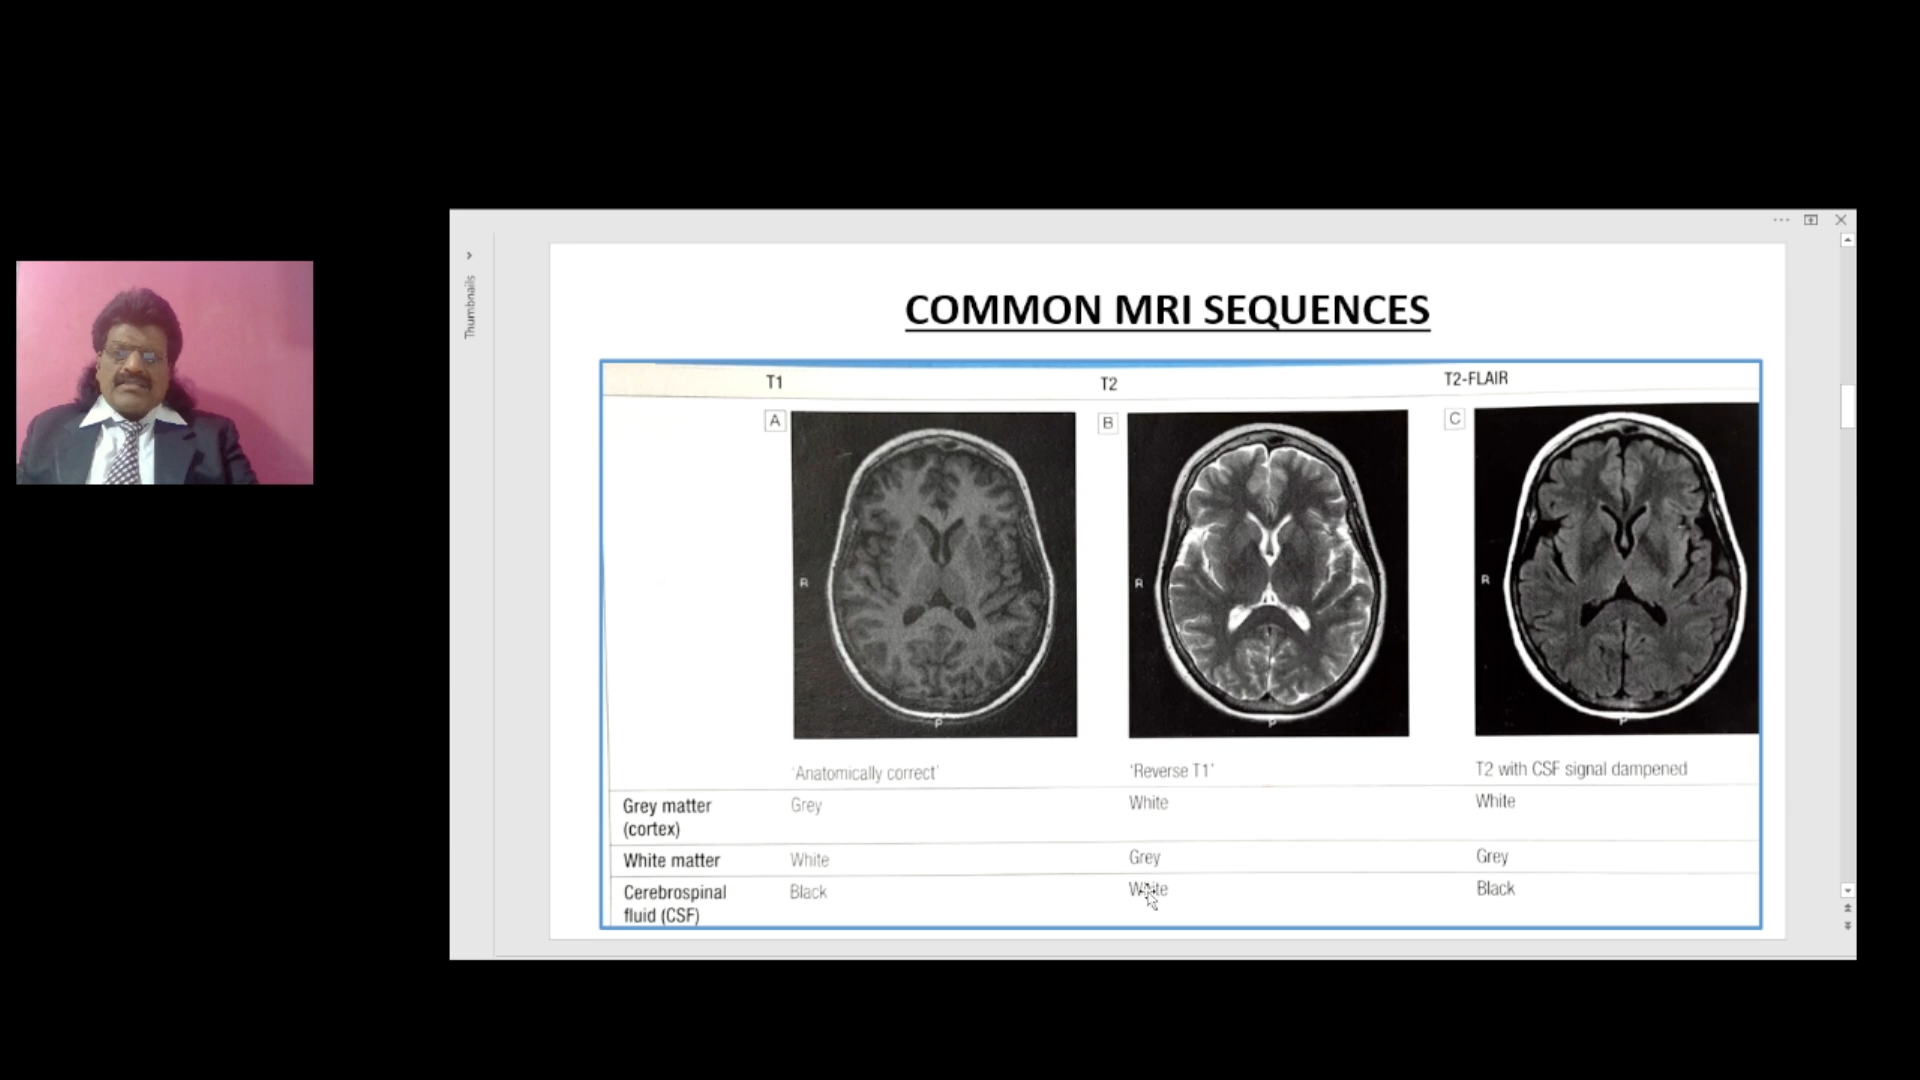 Thumbnails
COMMON MRI SEQUENCES
T1 T2 T2-FLAIR
A B C
R R R
P P P
'Anatomically correct' 'Reverse T1' T2 with CSF signal dampened
Grey matter Grey White White
(cortex)
White matter White Grey Grey
Cerebrospinal Black White Black
fluid (CSF)